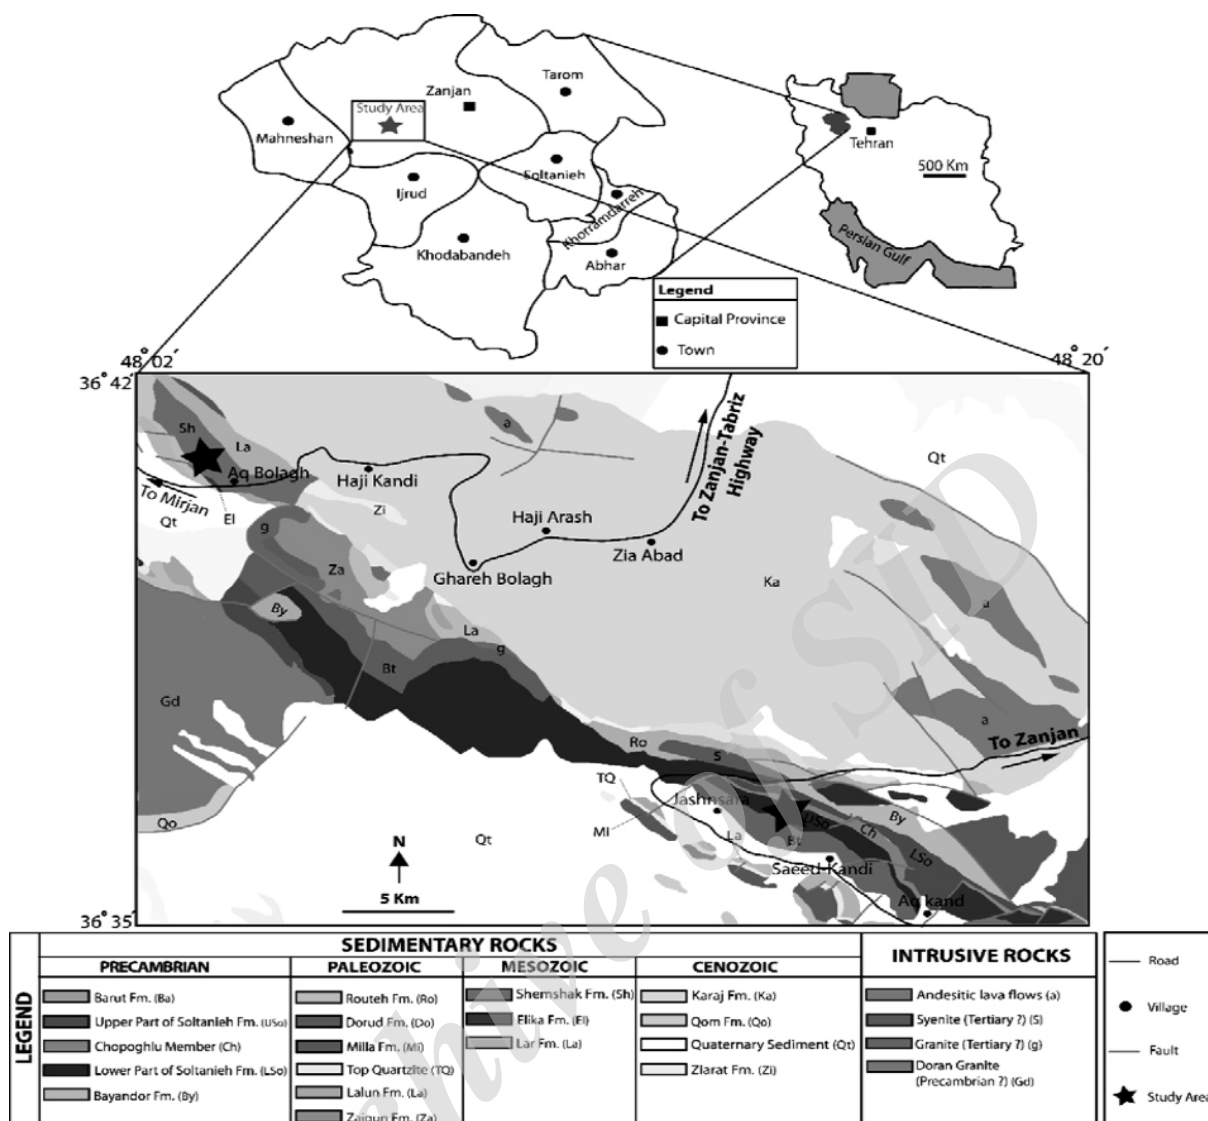 Tarom
Zanjan
Study Area
Mahneshan
Tehran
Soltanieh
500 Km
Ijrud
Khorramdarreh
Persian Gulf
Khodabandeh
Abhar
Legend
Capital Province
Town
48° 02´
48° 20´
36° 42´
Sh
La
a
Aq Bolagh
Haji Kandi
To Mirjan
Qt
El
Zi
To Zanjan-Tabriz
Highway
Qt
g
Haji Arash
Zia Abad
Za
Ghareh Bolagh
Ka
By
a
La
g
Bt
Gd
a
Ro
S
To Zanjan
TQ
Jashnsara
Qo
Qt
MI
La
USo
Bt
Ch
By
LSo
Saeed-Kandi
Aq kand
N
5 Km
36° 35´
Archive of SID
LEGEND
SEDIMENTARY ROCKS
INTRUSIVE ROCKS
PRECAMBRIAN
PALEOZOIC
MESOZOIC
CENOZOIC
Barut Fm. (Ba)
Upper Part of Soltanieh Fm. (USo)
Chopoghlu Member (Ch)
Lower Part of Soltanieh Fm. (LSo)
Bayandor Fm. (By)
Routeh Fm. (Ro)
Dorud Fm. (Do)
Milla Fm. (Mi)
Top Quartzite (TQ)
Lalun Fm. (La)
Zaigun Fm. (Za)
Shemshak Fm. (Sh)
Elika Fm. (El)
Lar Fm. (La)
Karaj Fm. (Ka)
Qom Fm. (Qo)
Quaternary Sediment (Qt)
Ziarat Fm. (Zi)
Andesitic lava flows (a)
Syenite (Tertiary ?) (S)
Granite (Tertiary ?) (g)
Doran Granite
(Precambrian ?) (Gd)
Road
Village
Fault
Study Area